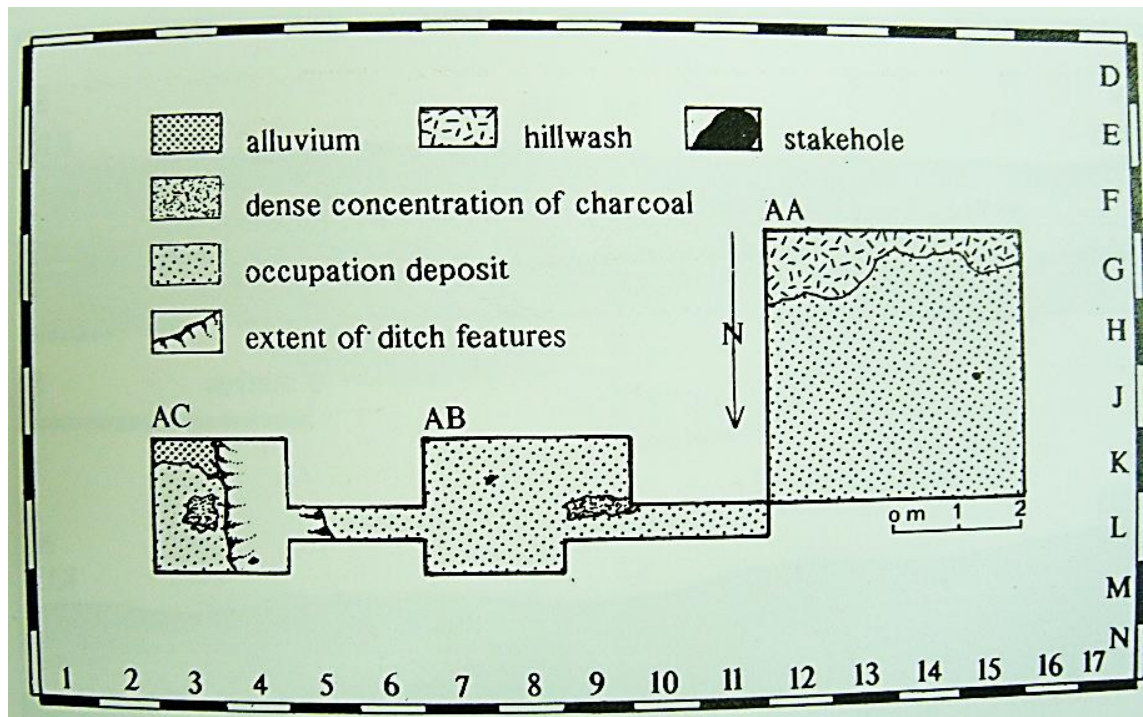 D
alluvium hillwash stakehole E
dense concentration of charcoal F
AA
occupation deposit G
extent of ditch features N H
J
AC AB
K
o m 1 2
L
M
N
1 2 3 4 5 6 7 8 9 10 11 12 13 14 15 16 17